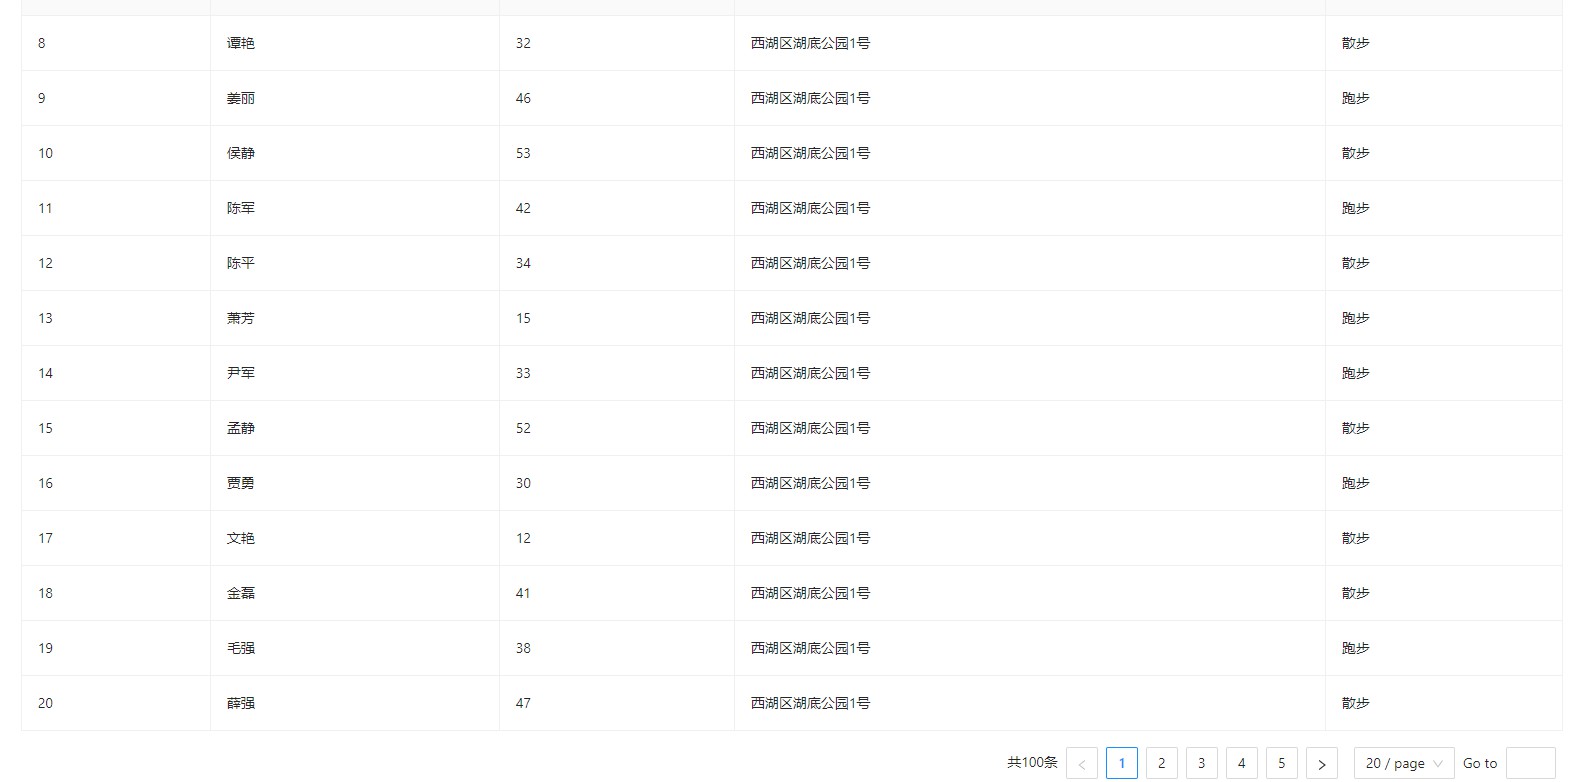 8 谭艳 32 西湖区湖底公园1号 散步
9 姜丽 46 西湖区湖底公园1号 跑步
10 侯静 53 西湖区湖底公园1号 散步
11 陈军 42 西湖区湖底公园1号 跑步
12 陈平 34 西湖区湖底公园1号 散步
13 萧芳 15 西湖区湖底公园1号 跑步
14 尹军 33 西湖区湖底公园1号 跑步
15 孟静 52 西湖区湖底公园1号 散步
16 贾勇 30 西湖区湖底公园1号 跑步
17 文艳 12 西湖区湖底公园1号 散步
18 金磊 41 西湖区湖底公园1号 散步
19 毛强 38 西湖区湖底公园1号 跑步
20 薛强 47 西湖区湖底公园1号 散步
共100条 < 1 2 3 4 5 > 20 / page Go to